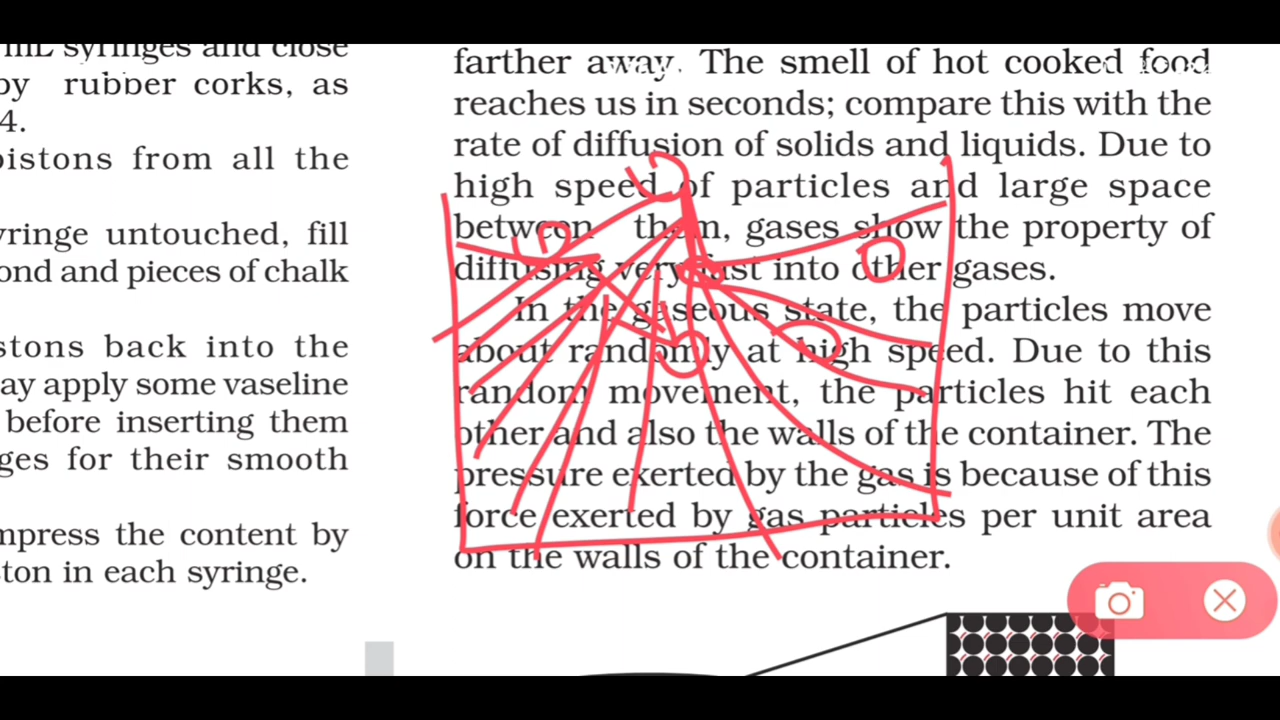 mL syringes and close
by rubber corks, as
4.
pistons from all the
yringe untouched, fill
ond and pieces of chalk
stons back into the
ay apply some vaseline
before inserting them
ges for their smooth
mpress the content by
ton in each syringe.
farther away. The smell of hot cooked food
reaches us in seconds; compare this with the
rate of diffusion of solids and liquids. Due to
high speed of particles and large space
between them, gases show the property of
diffusing very fast into other gases.
In the gaseous state, the particles move
about randomly at high speed. Due to this
random movement, the particles hit each
other and also the walls of the container. The
pressure exerted by the gas is because of this
force exerted by gas particles per unit area
on the walls of the container.